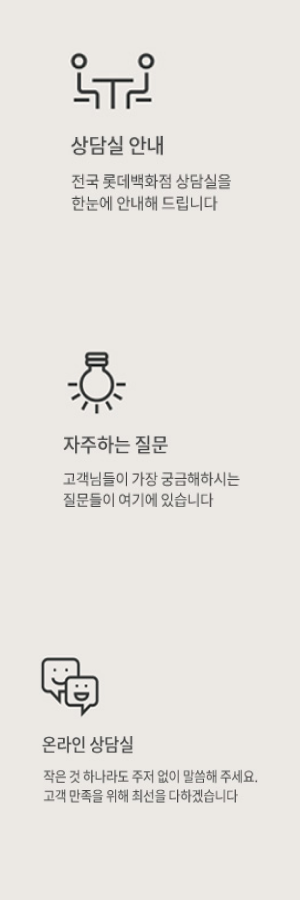 상담실 안내
전국 롯데백화점 상담실을
한눈에 안내해 드립니다
자주하는 질문
고객님들이 가장 궁금해하시는
질문들이 여기에 있습니다
온라인 상담실
작은 것 하나라도 주저 없이 말씀해 주세요.
고객 만족을 위해 최선을 다하겠습니다